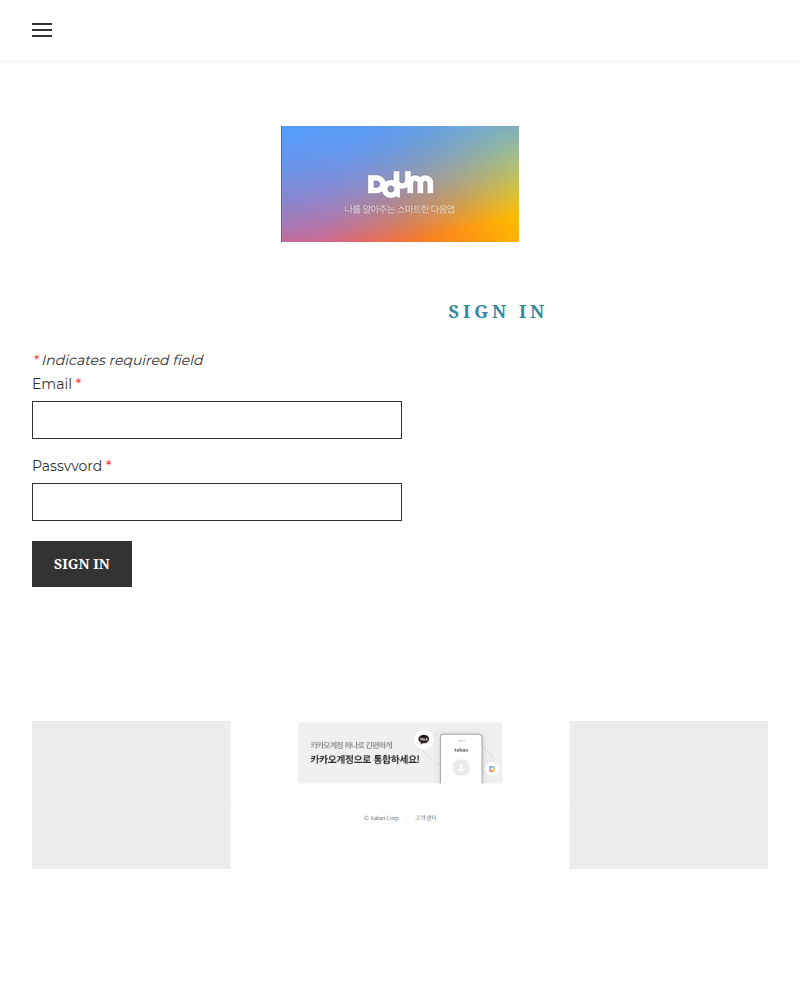 Daum
나를 알아주는 스마트한 다음앱
SIGN IN
* Indicates required field
Email *
Passvvord *
SIGN IN
카카오계정 하나로 간편하게
카카오계정으로 통합하세요!
TALK
kakao
© Kakao Corp. 고객센터